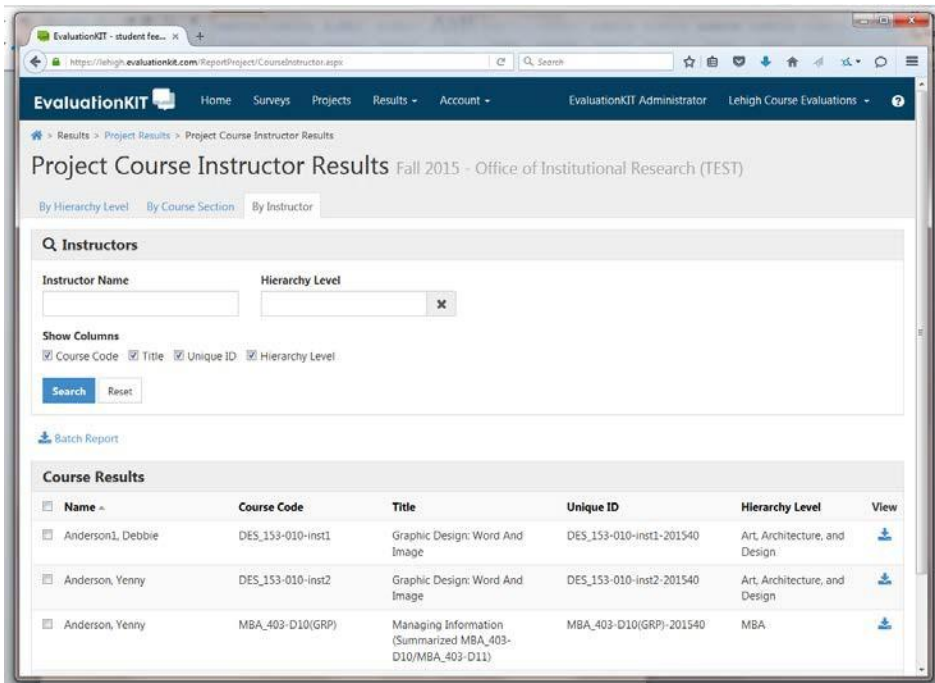 EvaluationKIT - student fee...
https://lehigh.evaluationkit.com/ReportProject/CourseInstructor.aspx
Search
EvaluationKIT Home Surveys Projects Results Account EvaluationKIT Administrator Lehigh Course Evaluations
> Results > Project Results > Project Course Instructor Results
Project Course Instructor Results Fall 2015 - Office of Institutional Research (TEST)
By Hierarchy Level By Course Section By Instructor
Instructors
Instructor Name Hierarchy Level
Show Columns
Course Code Title Unique ID Hierarchy Level
Search Reset
Batch Report
Course Results
Name Course Code Title Unique ID Hierarchy Level View
Anderson1, Debbie DES_153-010-inst1 Graphic Design: Word And DES_153-010-inst1-201540 Art, Architecture, and
Image Design
Anderson, Yenny DES_153-010-inst2 Graphic Design: Word And DES_153-010-inst2-201540 Art, Architecture, and
Image Design
Anderson, Yenny MBA_403-D10(GRP) Managing Information MBA_403-D10(GRP)-201540 MBA
(Summarized MBA_403-
D10/MBA_403-D11)